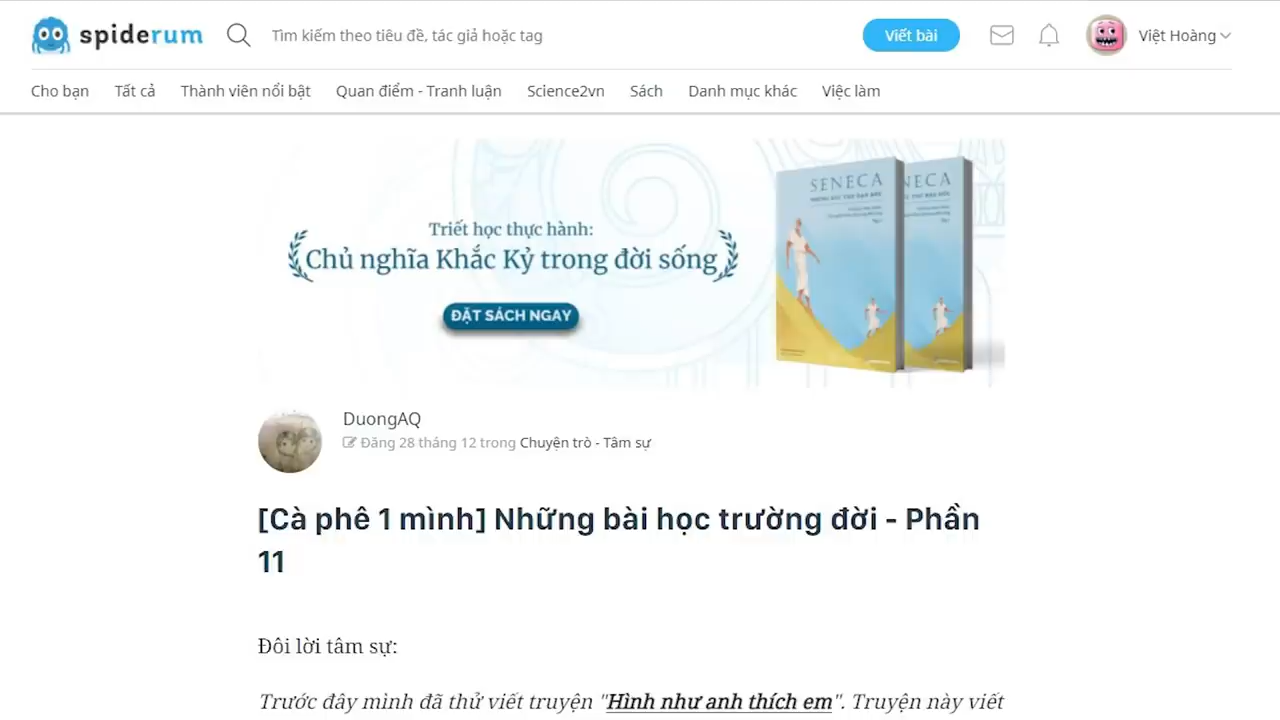 spiderum
Tìm kiếm theo tiêu đề, tác giả hoặc tag
Viết bài
Việt Hoàng
Cho bạn
Tất cả
Thành viên nổi bật
Quan điểm - Tranh luận
Science2vn
Sách
Danh mục khác
Việc làm
Triết học thực hành:
Chủ nghĩa Khắc Kỷ trong đời sống
ĐẶT SÁCH NGAY
SENECA
NECA
DuongAQ
Đăng 28 tháng 12 trong Chuyện trò - Tâm sự
[Cà phê 1 mình] Những bài học trường đời - Phần
11
Đôi lời tâm sự:
Trước đây mình đã thử viết truyện "Hình như anh thích em". Truyện này viết